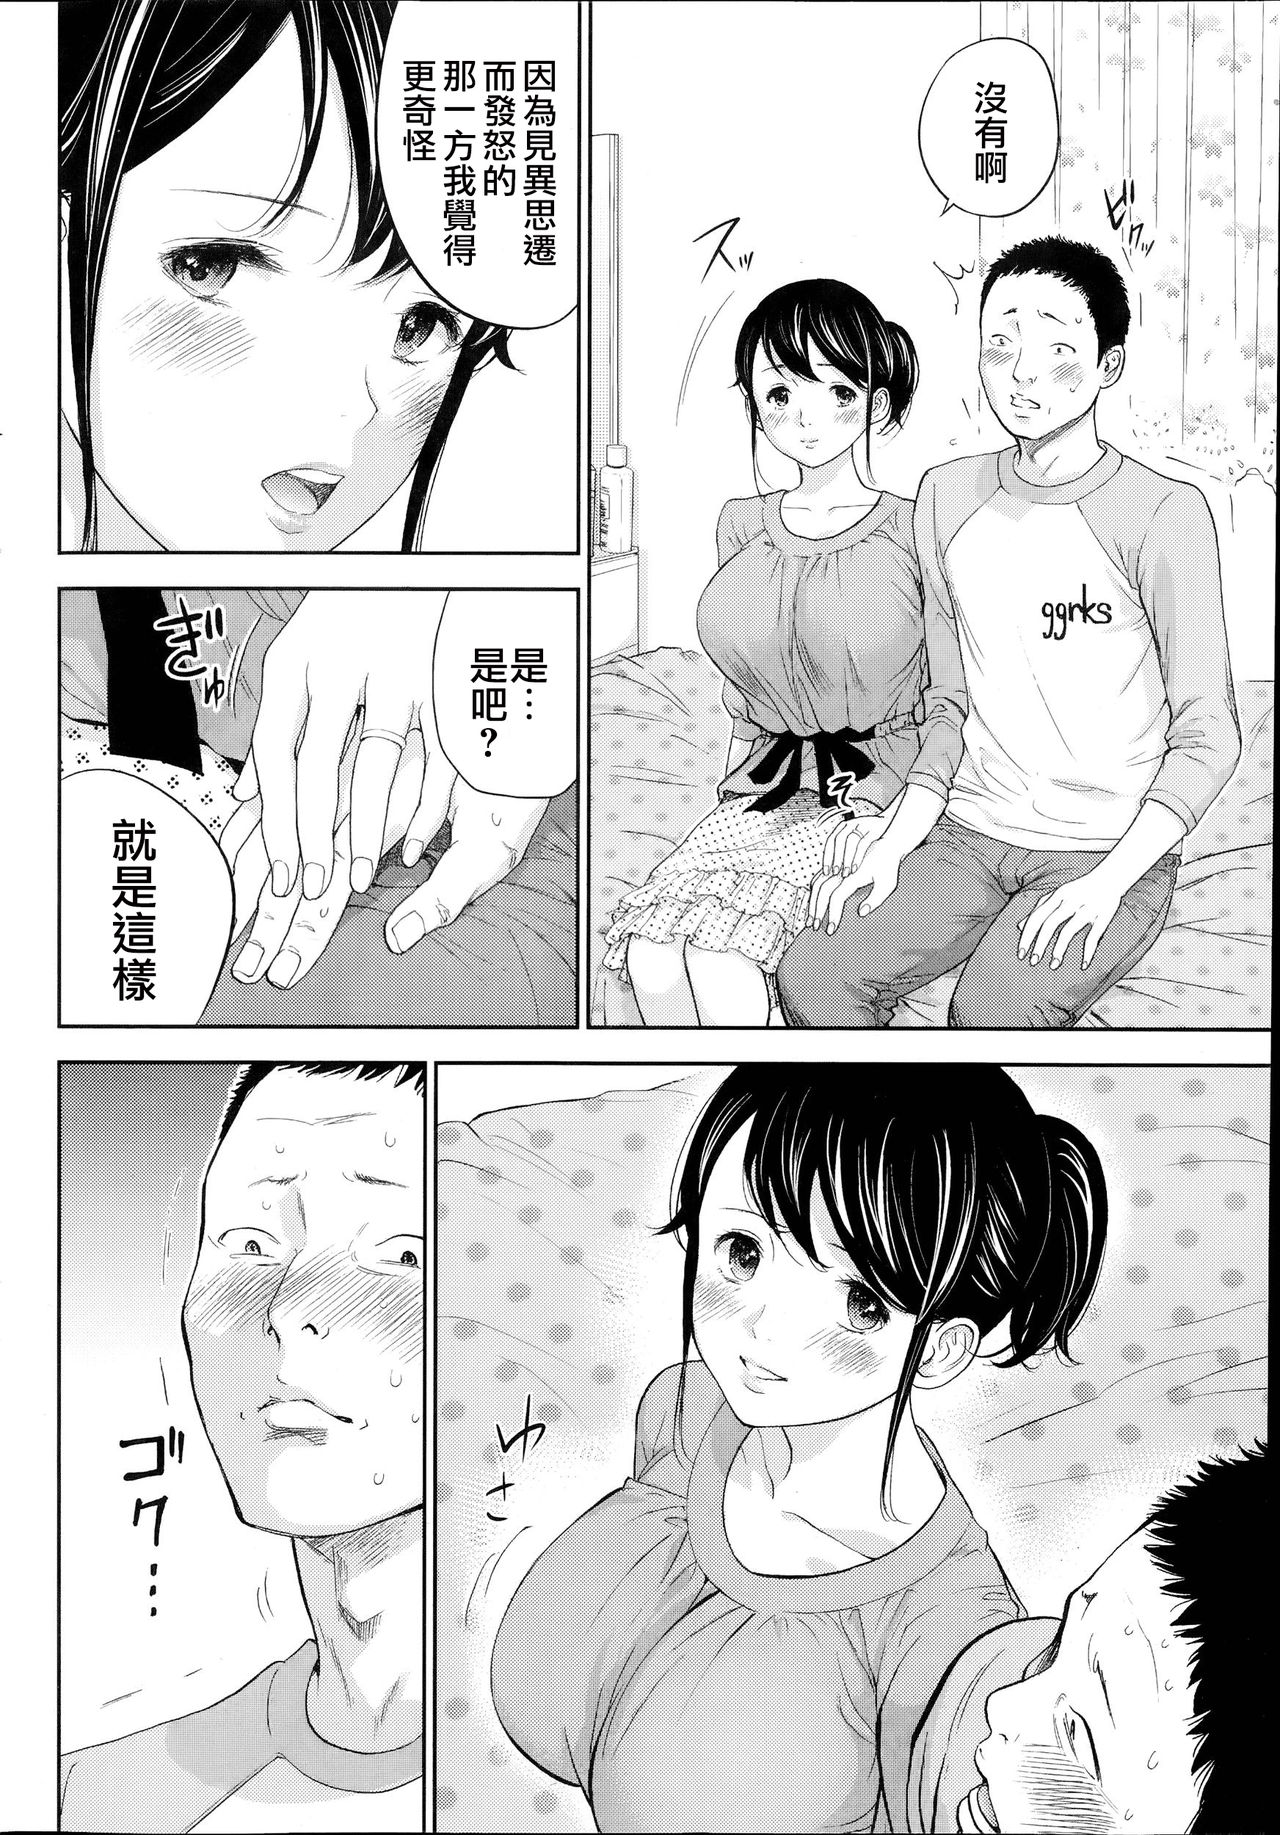 沒有啊
ビクッ
スッ
そっ
ggrks
因為見異思遷
而發怒的
那一方我覺得
更奇怪
是…
是吧?
ぎゅ
就是這樣
ゆ
ゴク…